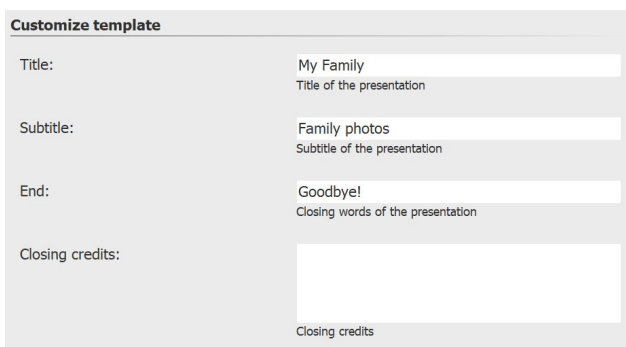 Customize template
Title:
My Family
Title of the presentation
Subtitle:
Family photos
Subtitle of the presentation
End:
Goodbye!
Closing words of the presentation
Closing credits:
Closing credits